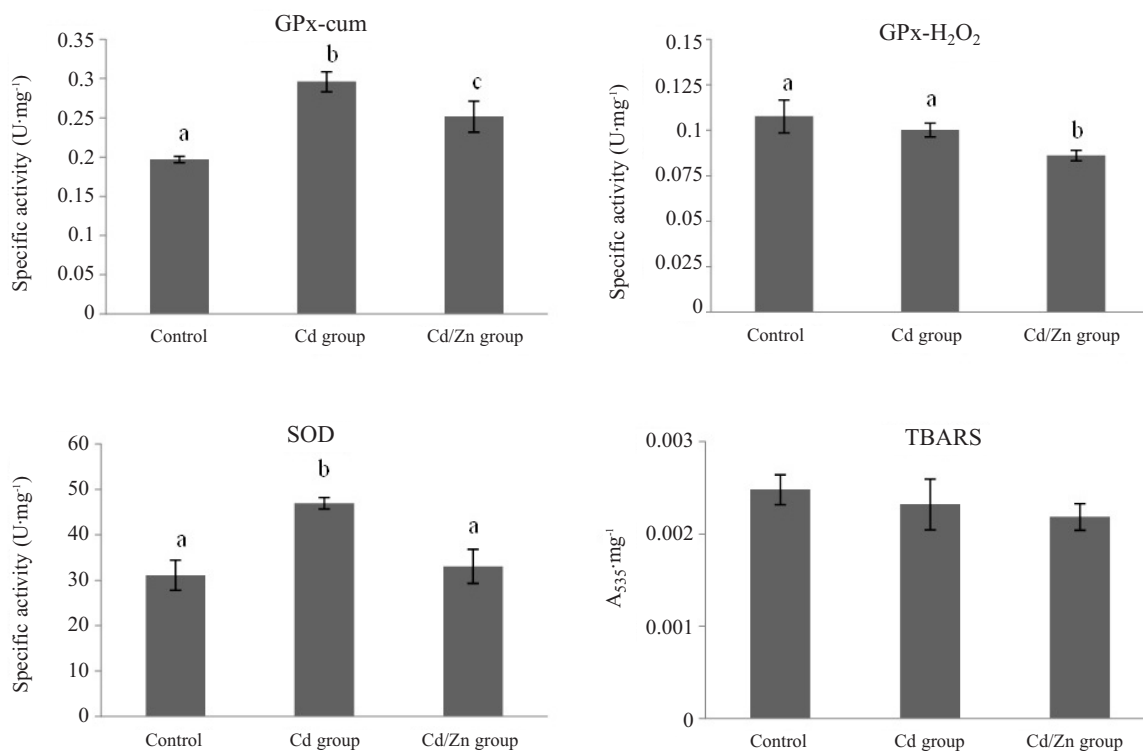 GPx-cum
0.35
0.3
0.25
0.2
0.15
0.1
0.05
0
Specific activity (U·mg⁻¹)
a
b
c
Control
Cd group
Cd/Zn group
GPx-H₂O₂
0.15
0.125
0.1
0.075
0.05
0.025
0
Specific activity (U·mg⁻¹)
a
a
b
Control
Cd group
Cd/Zn group
SOD
60
50
40
30
20
10
0
Specific activity (U·mg⁻¹)
a
b
a
Control
Cd group
Cd/Zn group
TBARS
0.003
0.002
0.001
0
A₅₃₅·mg⁻¹
Control
Cd group
Cd/Zn group